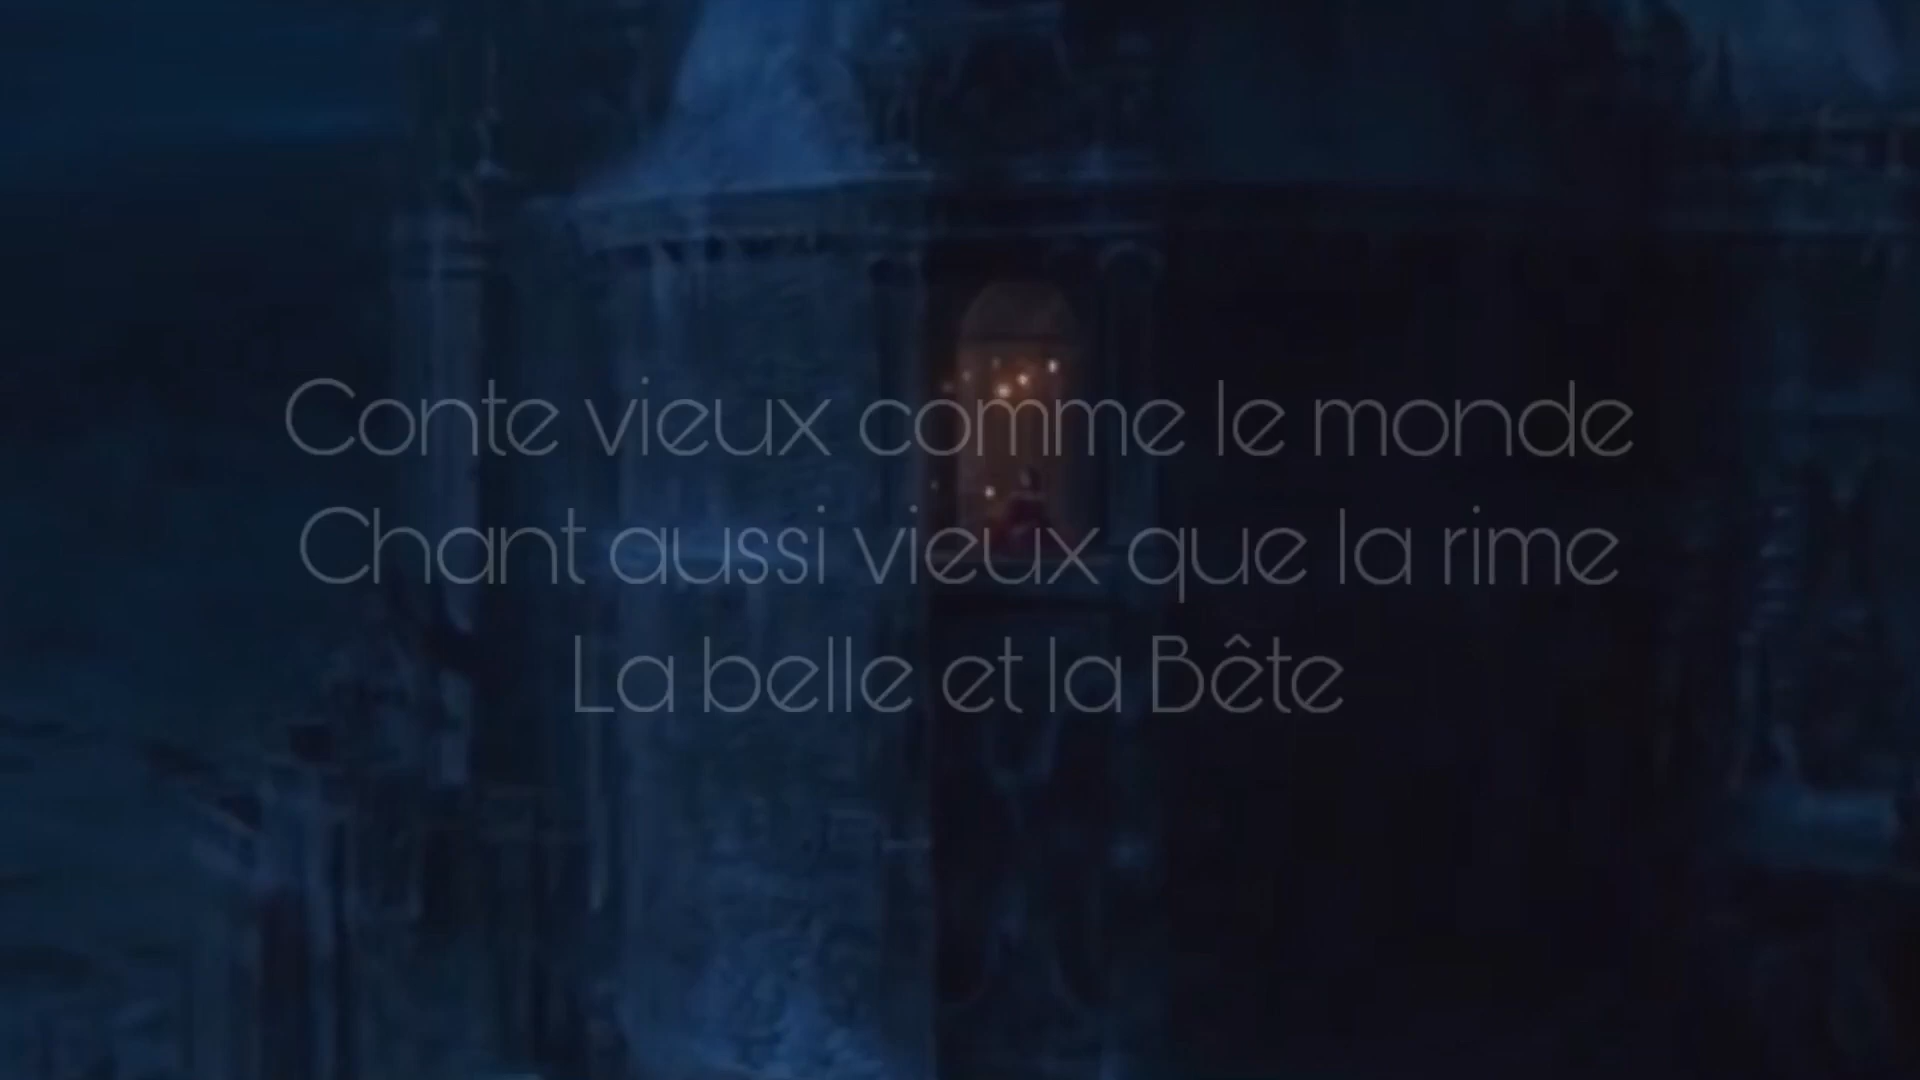 Conte vieux comme le monde
Chant aussi vieux que la rime
La belle et la Bête